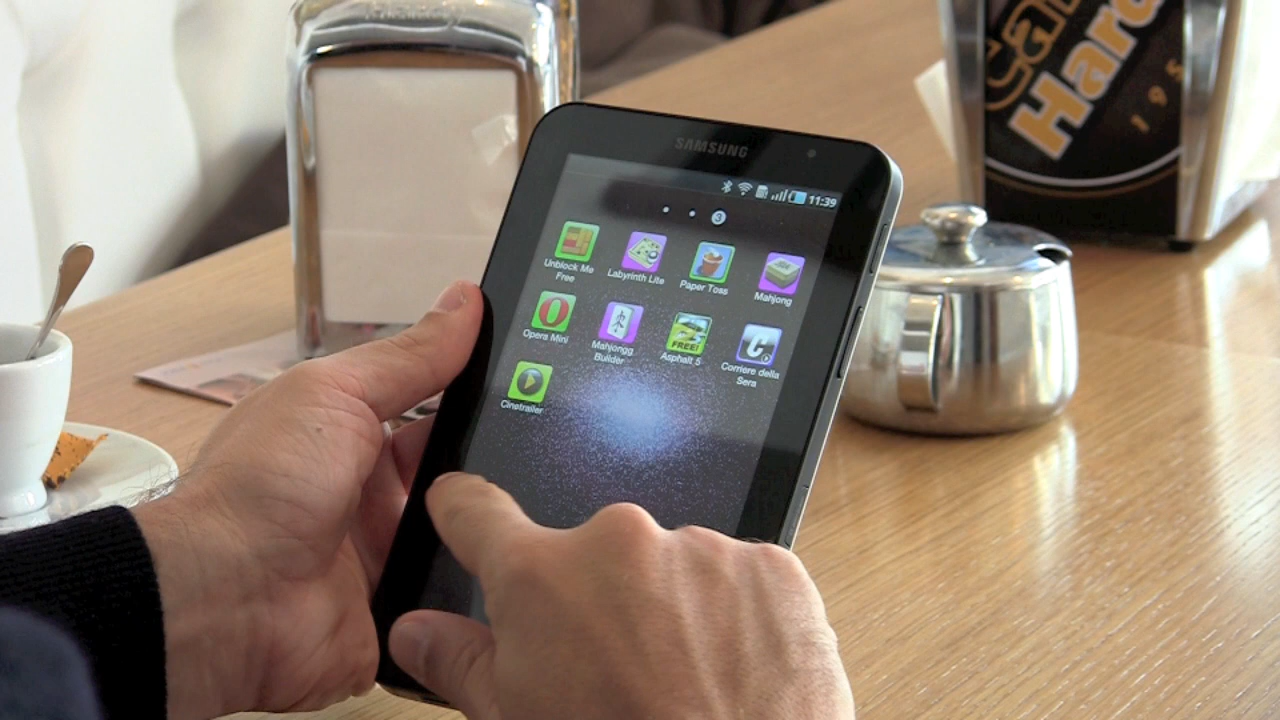 SAMSUNG
11:39
3
Unblock Me
Free
Labyrinth Lite
Paper Toss
Mahjong
Opera Mini
Mahjongg
Builder
FREE!
Asphalt 5
Corriere della
Sera
Cinetrailer
195